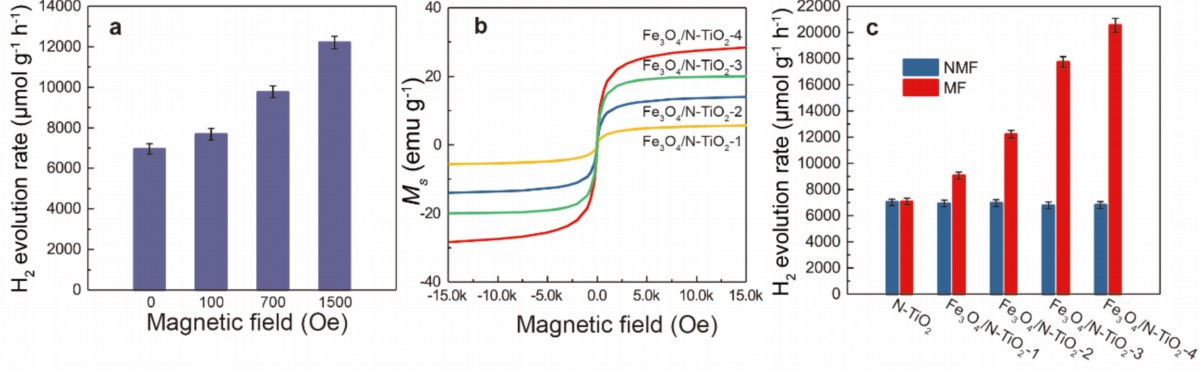 a
H₂ evolution rate (μmol g⁻¹ h⁻¹)
14000
12000
10000
8000
6000
4000
2000
0
0 100 700 1500
Magnetic field (Oe)
b
Mₛ (emu g⁻¹)
40
20
0
-20
-40
Fe₃O₄/N-TiO₂-4
Fe₃O₄/N-TiO₂-3
Fe₃O₄/N-TiO₂-2
Fe₃O₄/N-TiO₂-1
-15.0k -10.0k -5.0k 0.0 5.0k 10.0k 15.0k
Magnetic field (Oe)
c
H₂ evolution rate (μmol g⁻¹ h⁻¹)
22000
20000
18000
16000
14000
12000
10000
8000
6000
4000
2000
0
NMF
MF
N-TiO₂
Fe₃O₄/N-TiO₂-1
Fe₃O₄/N-TiO₂-2
Fe₃O₄/N-TiO₂-3
Fe₃O₄/N-TiO₂-4